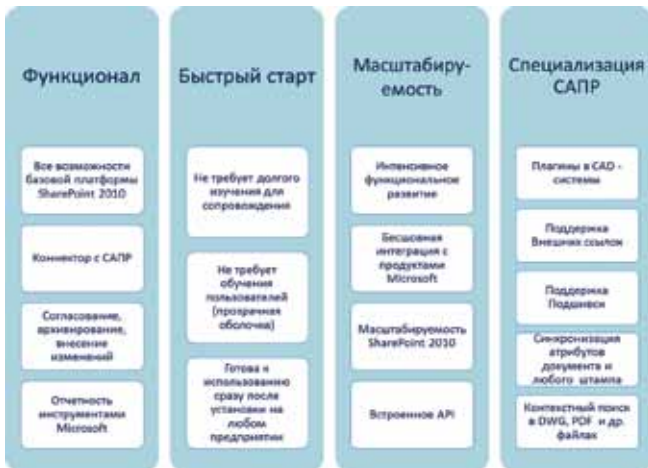 Функционал
Все возможности
базовой платформы
SharePoint 2010
Коннектор с САПР
Согласование,
архивирование,
внесение
изменений
Отчетность
инструментами
Microsoft
Быстрый старт
Не требует долгого
изучения для
сопровождения
Не требует
обучения
пользователей
(прозрачная
оболочка)
Готова к
использованию
сразу после
установки на
любом
предприятии
Масштабиру-
емость
Интенсивное
функциональное
развитие
Бесшовная
интеграция с
продуктами
Microsoft
Масштабируемость
SharePoint 2010
Встроенное API
Специализация
САПР
Плагины в CAD -
системы
Поддержка
Внешних ссылок
Поддержка
Подшивки
Синхронизация
атрибутов
документа и
любого штампа
Контекстный поиск
в DWG, PDF и др.
файлах